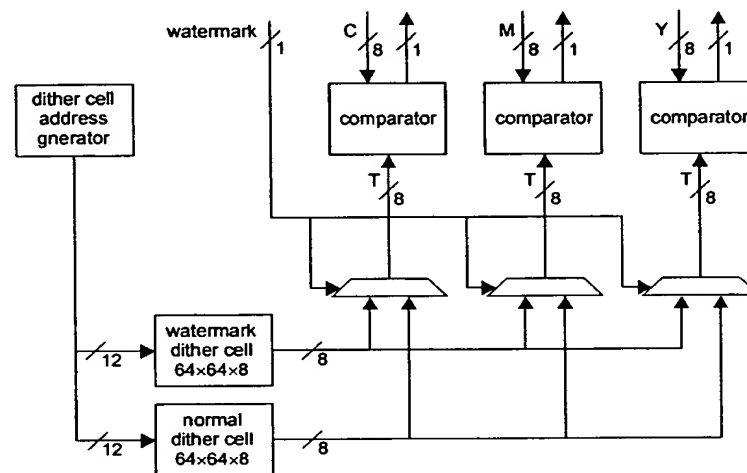 watermark 1 C 8 1 M 8 1 Y 8 1
dither cell
address
gnerator
comparator comparator comparator
T 8 T 8 T 8
12 watermark
dither cell
64×64×8 8
12 normal
dither cell
64×64×8 8